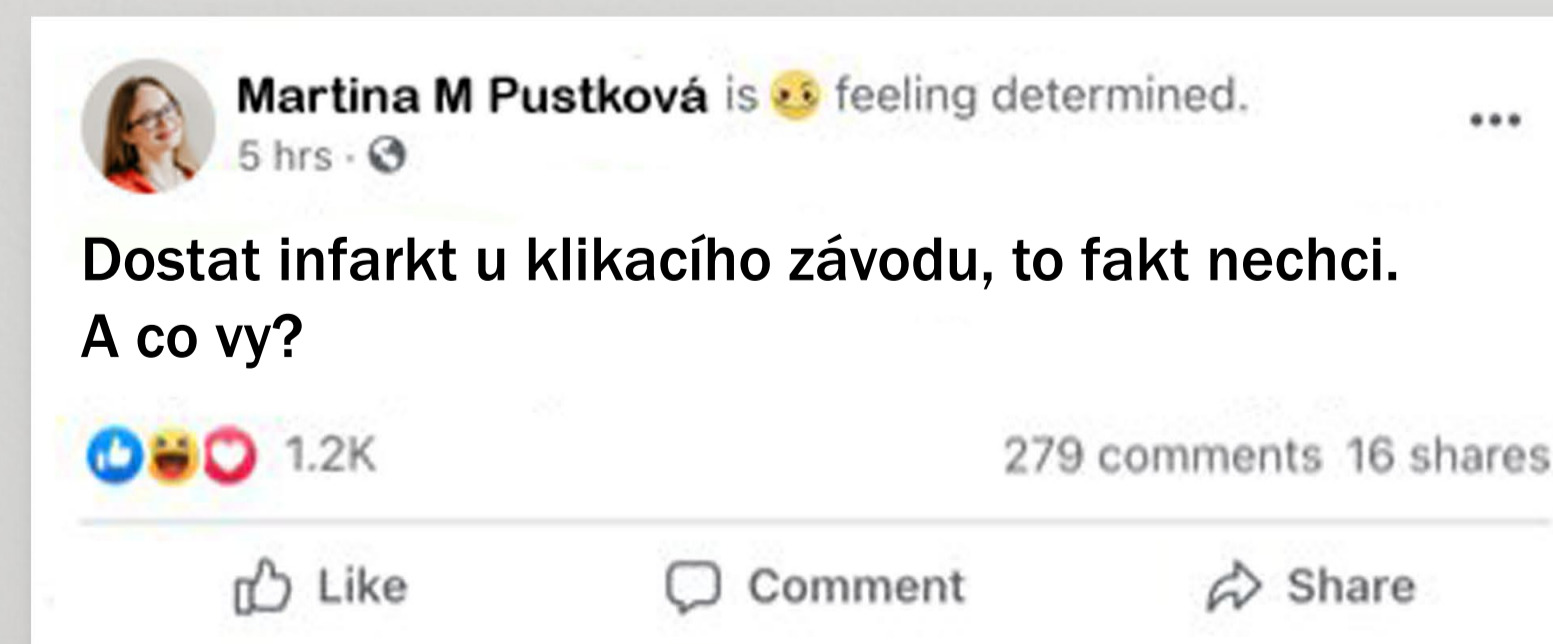 Martina M Pustková is feeling determined.
5 hrs ·
Dostat infarkt u klikacího závodu, to fakt nechci.
A co vy?
1.2K 279 comments 16 shares
Like Comment Share